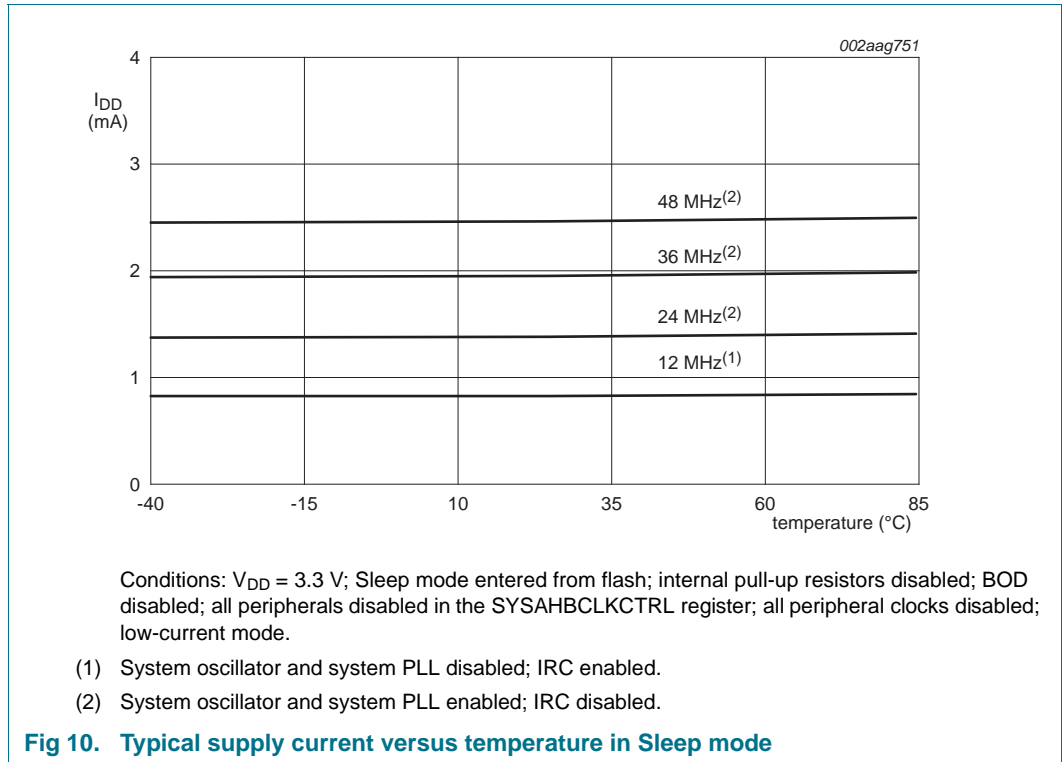 002aag751
4
I_DD
(mA)
3
48 MHz(2)
36 MHz(2)
2
24 MHz(2)
12 MHz(1)
1
0
-40 -15 10 35 60 85
temperature (°C)
Conditions: V_DD = 3.3 V; Sleep mode entered from flash; internal pull-up resistors disabled; BOD
disabled; all peripherals disabled in the SYSAHBCLKCTRL register; all peripheral clocks disabled;
low-current mode.
(1) System oscillator and system PLL disabled; IRC enabled.
(2) System oscillator and system PLL enabled; IRC disabled.
Fig 10. Typical supply current versus temperature in Sleep mode